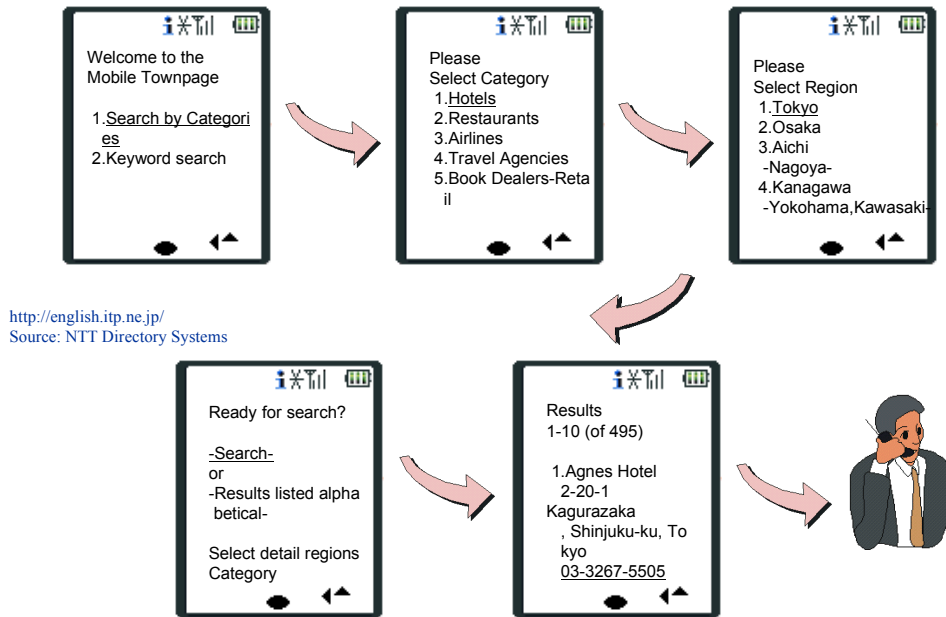 Welcome to the
Mobile Townpage
1.Search by Categori
es
2.Keyword search
Please
Select Category
1.Hotels
2.Restaurants
3.Airlines
4.Travel Agencies
5.Book Dealers-Reta
il
Please
Select Region
1.Tokyo
2.Osaka
3.Aichi
-Nagoya-
4.Kanagawa
-Yokohama,Kawasaki-
http://english.itp.ne.jp/
Source: NTT Directory Systems
Ready for search?
-Search-
or
-Results listed alpha
betical-
Select detail regions
Category
Results
1-10 (of 495)
1.Agnes Hotel
2-20-1
Kagurazaka
, Shinjuku-ku, To
kyo
03-3267-5505